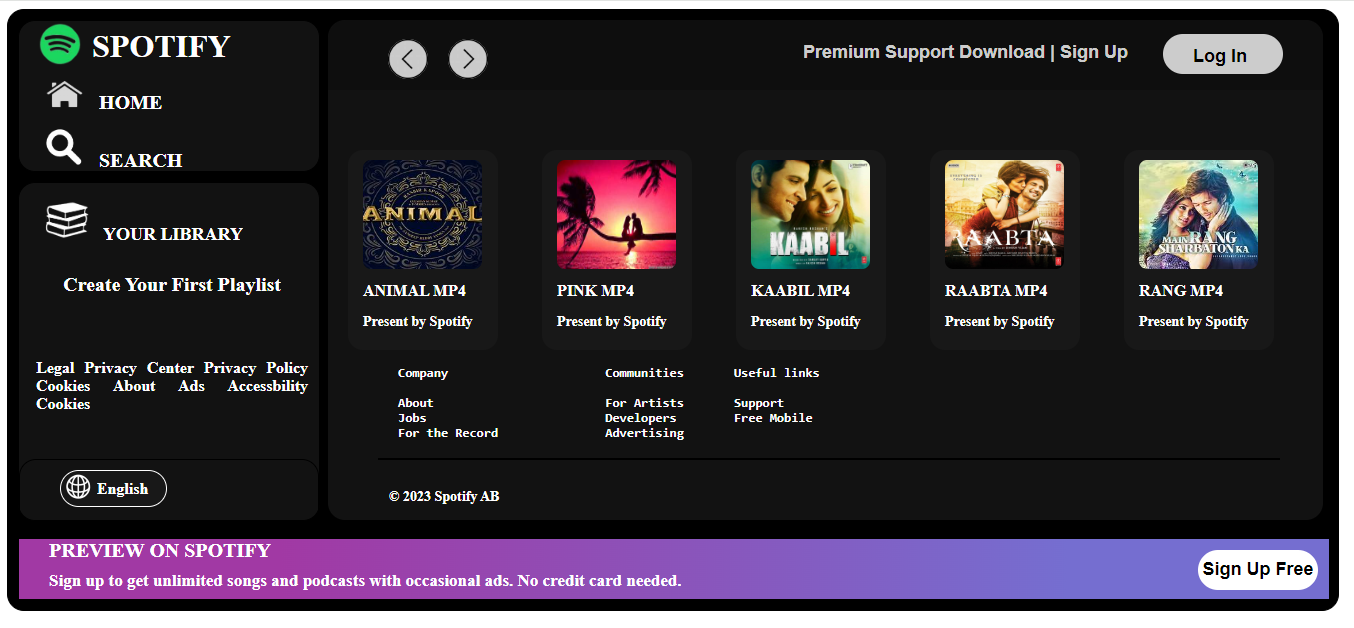 SPOTIFY
HOME
SEARCH
YOUR LIBRARY
Create Your First Playlist
Legal Privacy Center Privacy Policy
Cookies About Ads Accessbility
Cookies
English
Premium Support Download | Sign Up
Log In
ANIMAL
ANIMAL MP4
Present by Spotify
PINK MP4
Present by Spotify
KAABIL
KAABIL MP4
Present by Spotify
RAABTA
RAABTA MP4
Present by Spotify
MAIN RANG
SHARBATON KA
RANG MP4
Present by Spotify
Company
About
Jobs
For the Record
Communities
For Artists
Developers
Advertising
Useful links
Support
Free Mobile
© 2023 Spotify AB
PREVIEW ON SPOTIFY
Sign up to get unlimited songs and podcasts with occasional ads. No credit card needed.
Sign Up Free